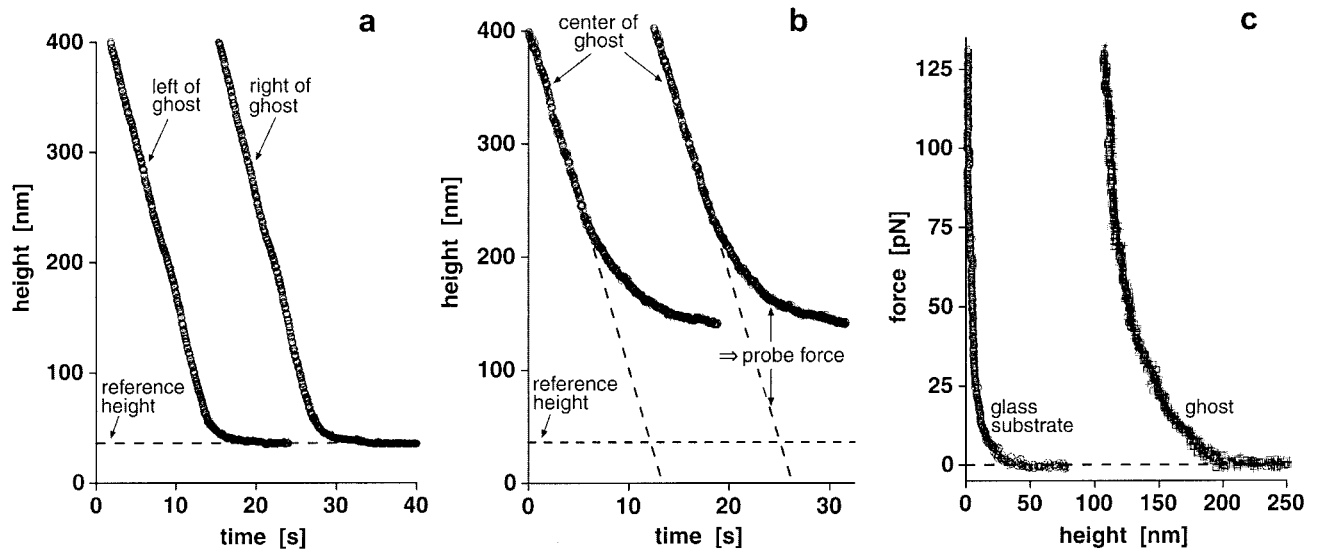 a
400
300
200
100
0
height [nm]
left of
ghost
right of
ghost
reference
height
0 10 20 30 40
time [s]
b
400
300
200
100
0
height [nm]
center of
ghost
⇒ probe force
reference
height
0 10 20 30
time [s]
c
125
100
75
50
25
0
force [pN]
glass
substrate
ghost
0 50 100 150 200 250
height [nm]